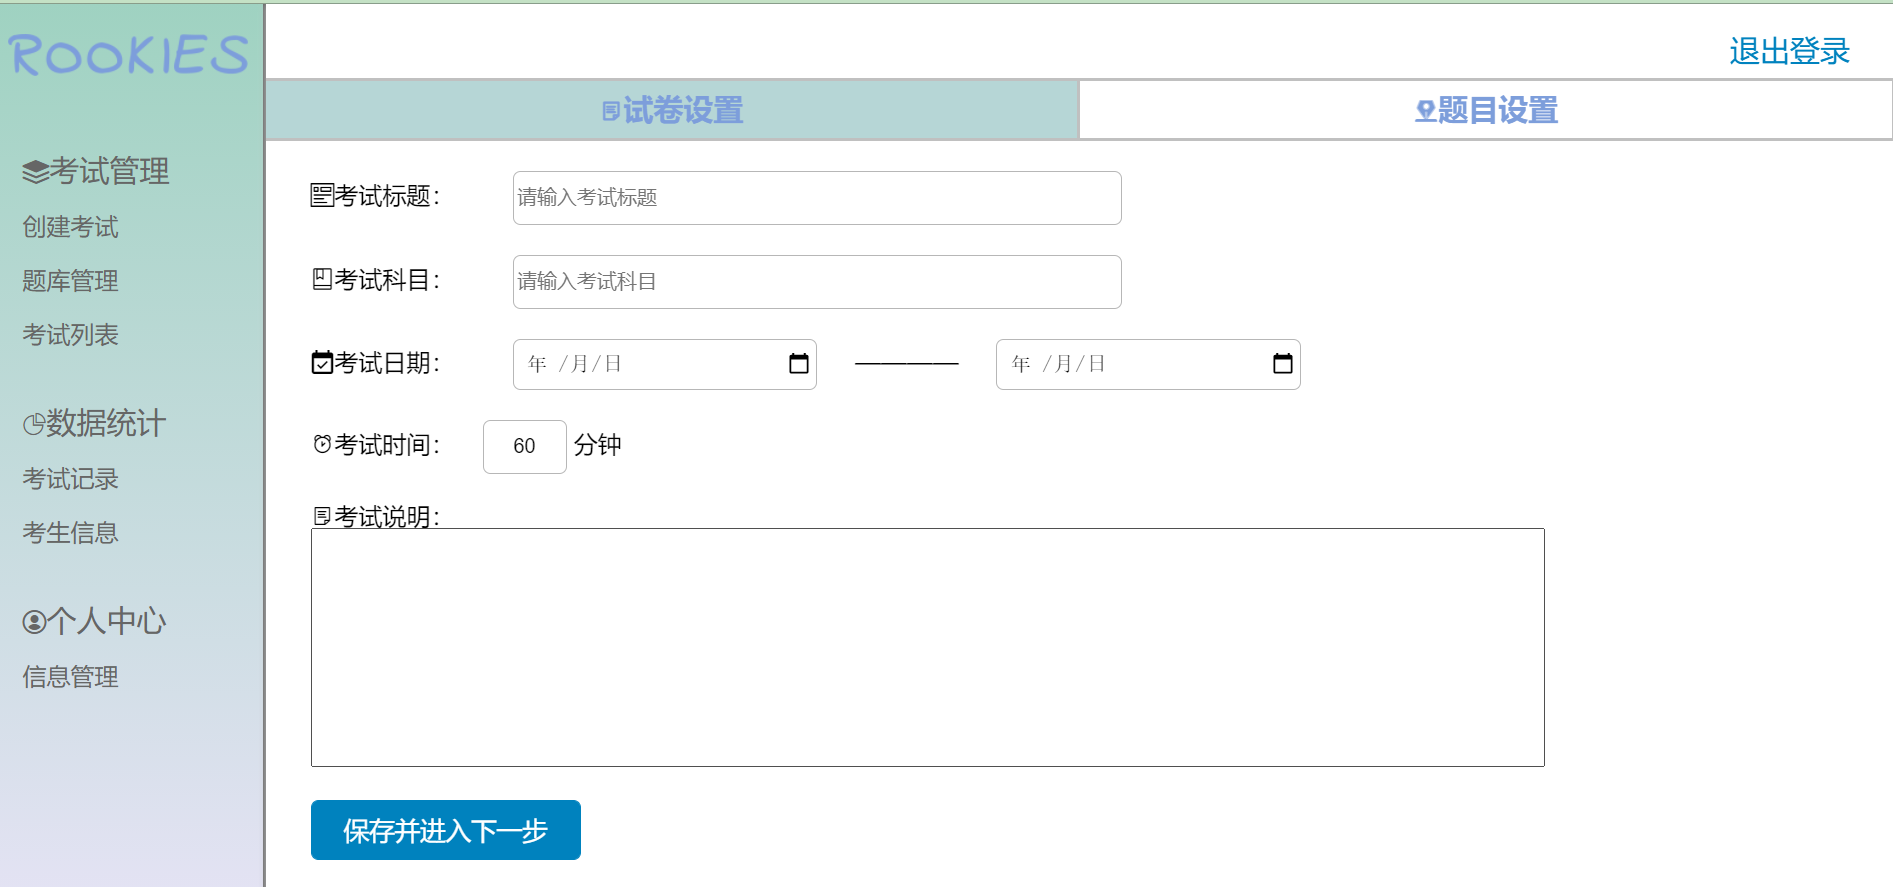 ROOKIES
退出登录
试卷设置
题目设置
考试管理
创建考试
题库管理
考试列表
数据统计
考试记录
考生信息
个人中心
信息管理
考试标题：
请输入考试标题
考试科目：
请输入考试科目
考试日期：
年 /月/日
————
年 /月/日
考试时间：
60 分钟
考试说明：
保存并进入下一步